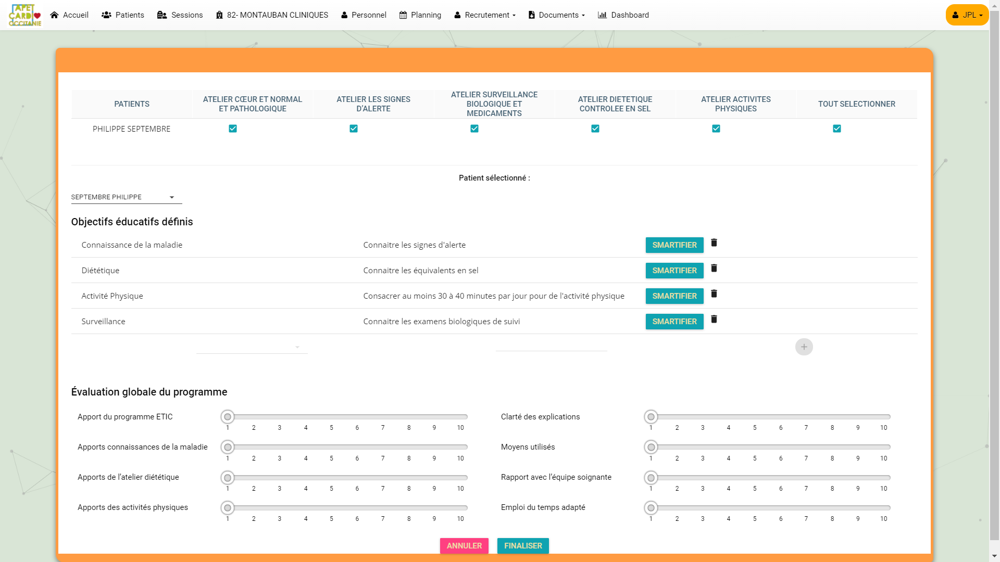 APET
CARDI
OCCITANIE
Accueil
Patients
Sessions
82- MONTAUBAN CLINIQUES
Personnel
Planning
Recrutement
Documents
Dashboard
JPL
PATIENTS
ATELIER CŒUR ET NORMAL
ET PATHOLOGIQUE
ATELIER LES SIGNES
D’ALERTE
ATELIER SURVEILLANCE
BIOLOGIQUE ET
MEDICAMENTS
ATELIER DIETETIQUE
CONTROLEE EN SEL
ATELIER ACTIVITES
PHYSIQUES
TOUT SELECTIONNER
PHILIPPE SEPTEMBRE
Patient sélectionné :
SEPTEMBRE PHILIPPE
Objectifs éducatifs définis
Connaissance de la maladie
Connaitre les signes d'alerte
SMARTIFIER
Diététique
Connaitre les équivalents en sel
SMARTIFIER
Activité Physique
Consacrer au moins 30 à 40 minutes par jour pour de l'activité physique
SMARTIFIER
Surveillance
Connaitre les examens biologiques de suivi
SMARTIFIER
Évaluation globale du programme
Apport du programme ETIC
1 2 3 4 5 6 7 8 9 10
Clarté des explications
1 2 3 4 5 6 7 8 9 10
Apports connaissances de la maladie
1 2 3 4 5 6 7 8 9 10
Moyens utilisés
1 2 3 4 5 6 7 8 9 10
Apports de l’atelier diététique
1 2 3 4 5 6 7 8 9 10
Rapport avec l’équipe soignante
1 2 3 4 5 6 7 8 9 10
Apports des activités physiques
1 2 3 4 5 6 7 8 9 10
Emploi du temps adapté
1 2 3 4 5 6 7 8 9 10
ANNULER
FINALISER